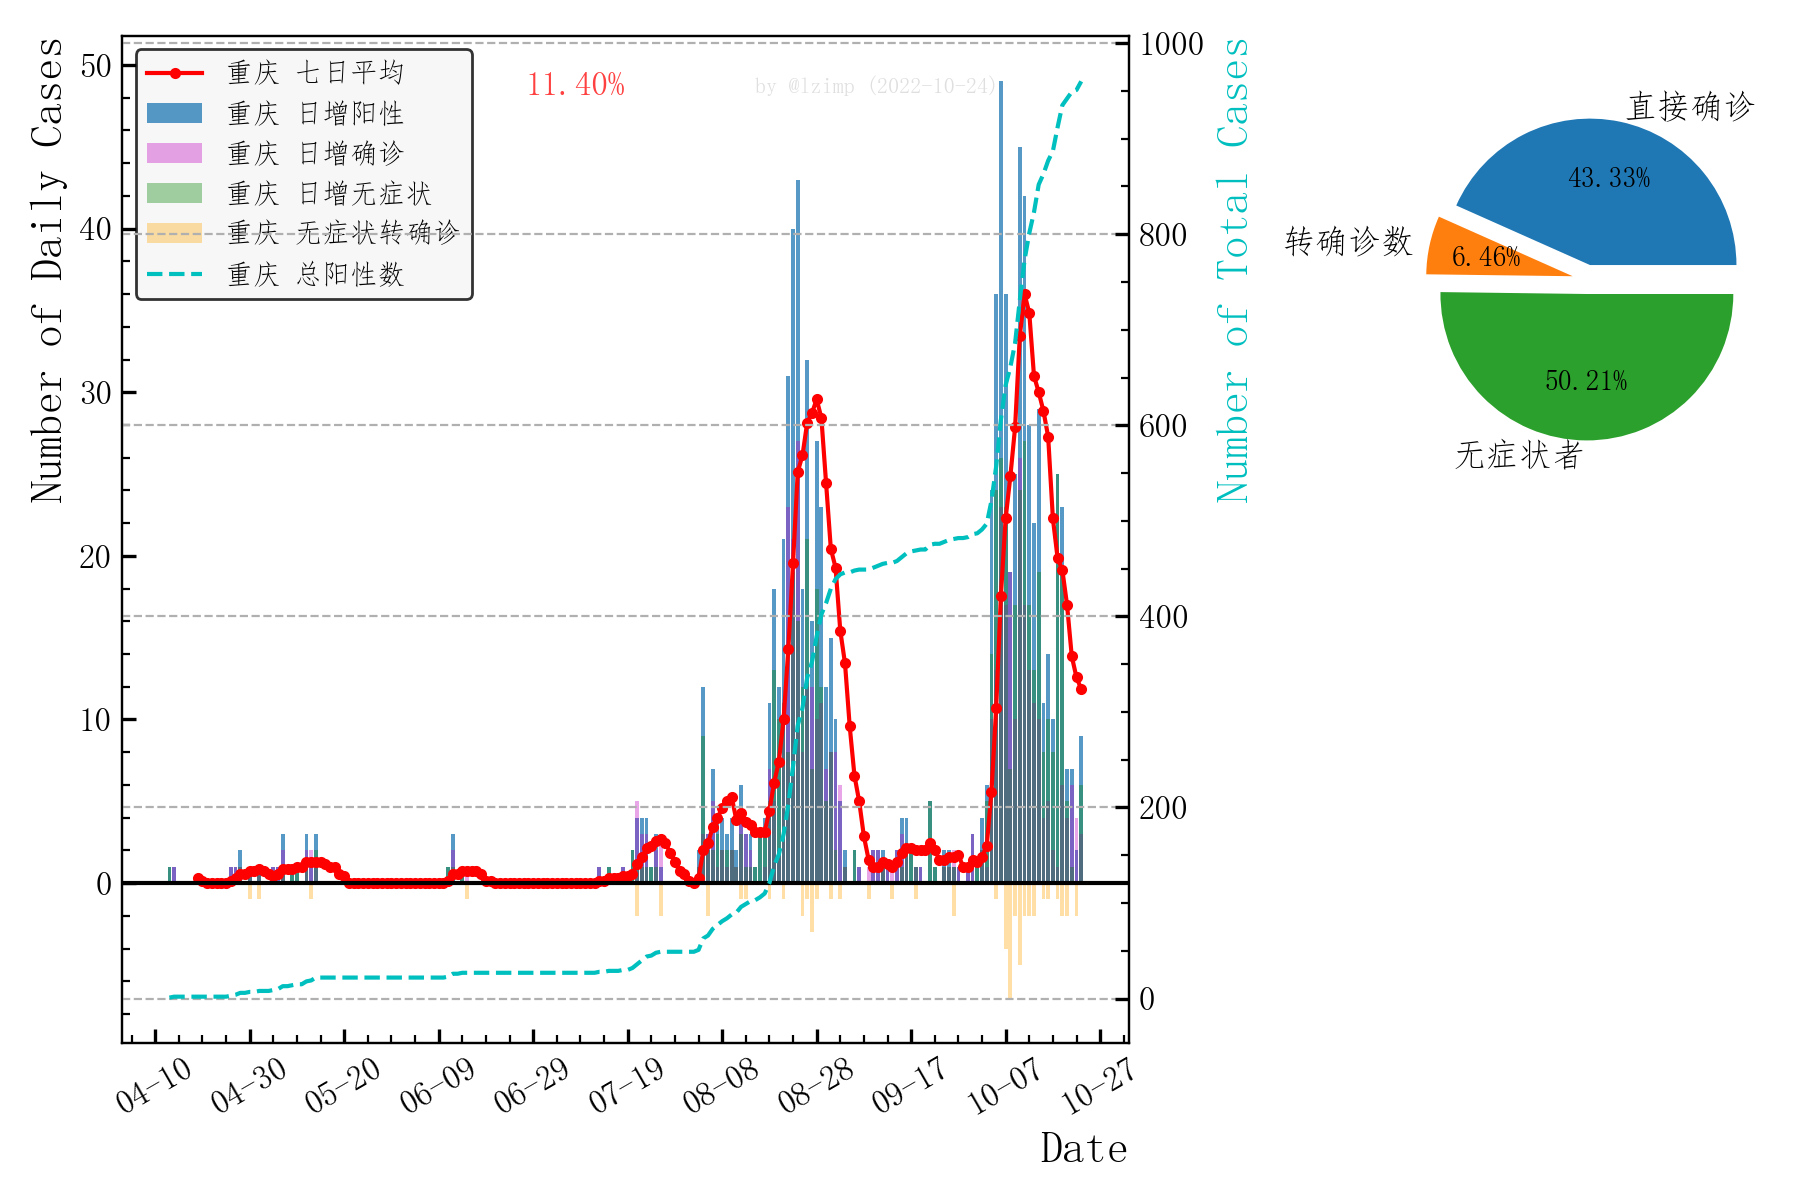 Number of Daily Cases
50
40
30
20
10
0
重庆 七日平均
重庆 日增阳性
重庆 日增确诊
重庆 日增无症状
重庆 无症状转确诊
重庆 总阳性数
11.40%
by @lzimp (2022-10-24)
1000
800
600
400
200
0
Number of Total Cases
04-10
04-30
05-20
06-09
06-29
07-19
08-08
08-28
09-17
10-07
10-27
Date
直接确诊
43.33%
转确诊数
6.46%
50.21%
无症状者